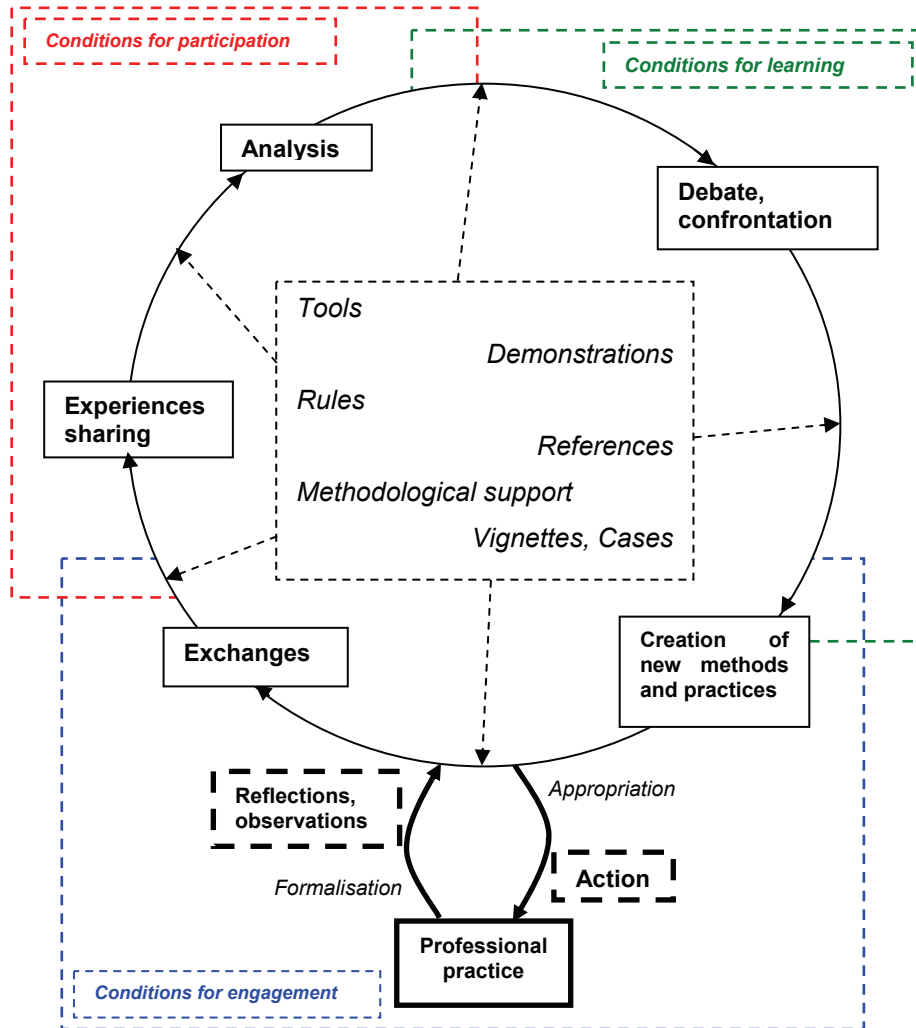 Conditions for participation
Conditions for learning
Analysis
Debate,
confrontation
Tools
Demonstrations
Experiences
sharing
Rules
References
Methodological support
Vignettes, Cases
Exchanges
Creation of
new methods
and practices
Reflections,
observations
Appropriation
Formalisation
Action
Professional
practice
Conditions for engagement